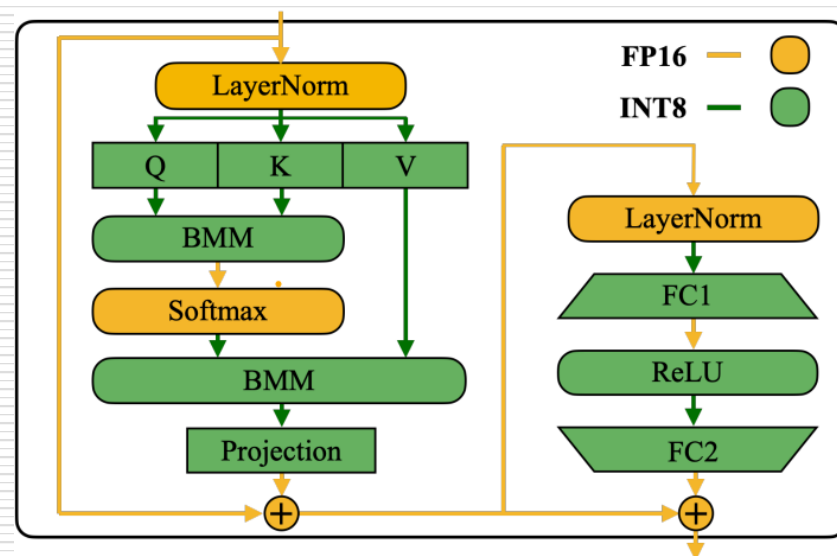 FP16
INT8
LayerNorm
Q K V
BMM
Softmax
BMM
Projection
+
LayerNorm
FC1
ReLU
FC2
+